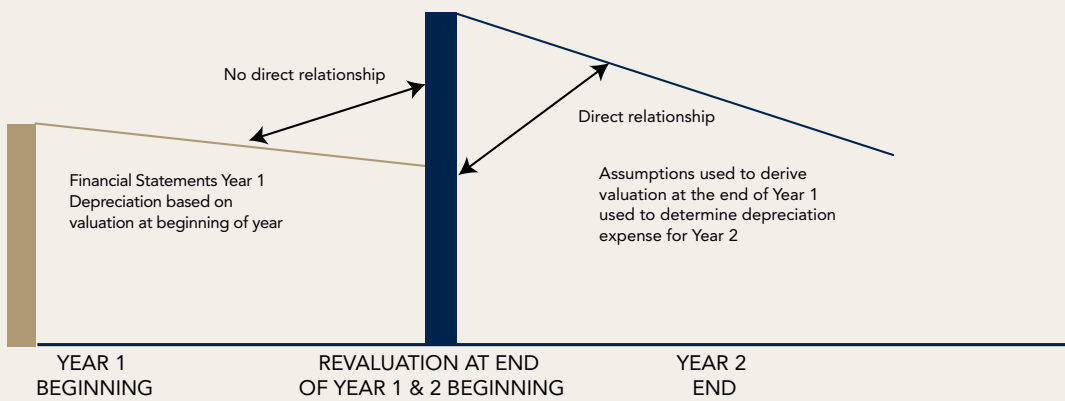 No direct relationship
Direct relationship
Financial Statements Year 1
Depreciation based on
valuation at beginning of year
Assumptions used to derive
valuation at the end of Year 1
used to determine depreciation
expense for Year 2
YEAR 1
BEGINNING
REVALUATION AT END
OF YEAR 1 & 2 BEGINNING
YEAR 2
END